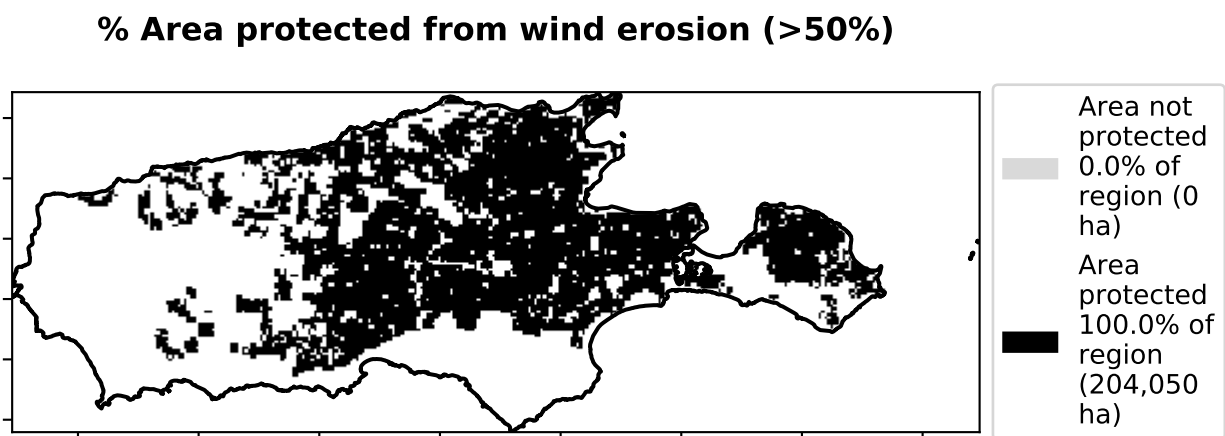 % Area protected from wind erosion (>50%)
Area not
protected
0.0% of
region (0
ha)
Area
protected
100.0% of
region
(204,050
ha)